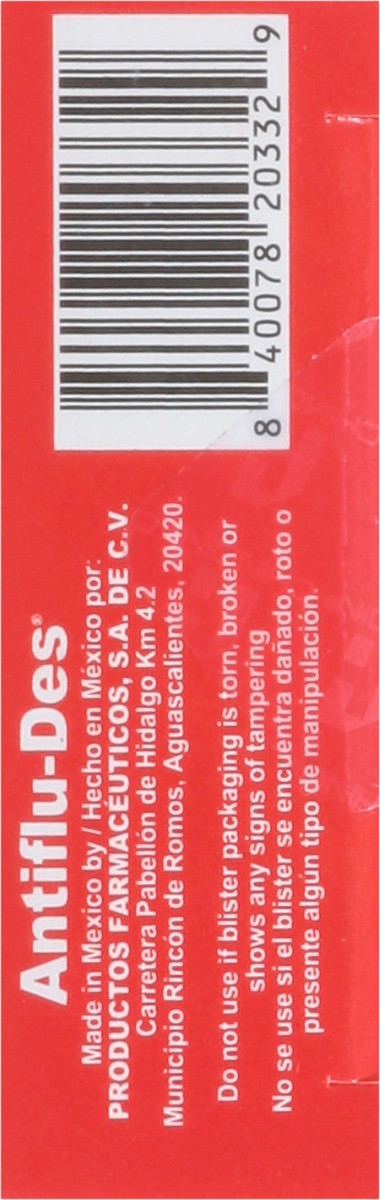 Antiflu-Des®
Made in Mexico by / Hecho en México por:
PRODUCTOS FARMACÉUTICOS, S.A. DE C.V.
Carretera Pabellón de Hidalgo Km 4.2
Municipio Rincón de Romos, Aguascalientes, 20420.
Do not use if blister packaging is torn, broken or
shows any signs of tampering
No se use si el blister se encuentra dañado, roto o
presente algún tipo de manipulación.
8 40078 20332 9